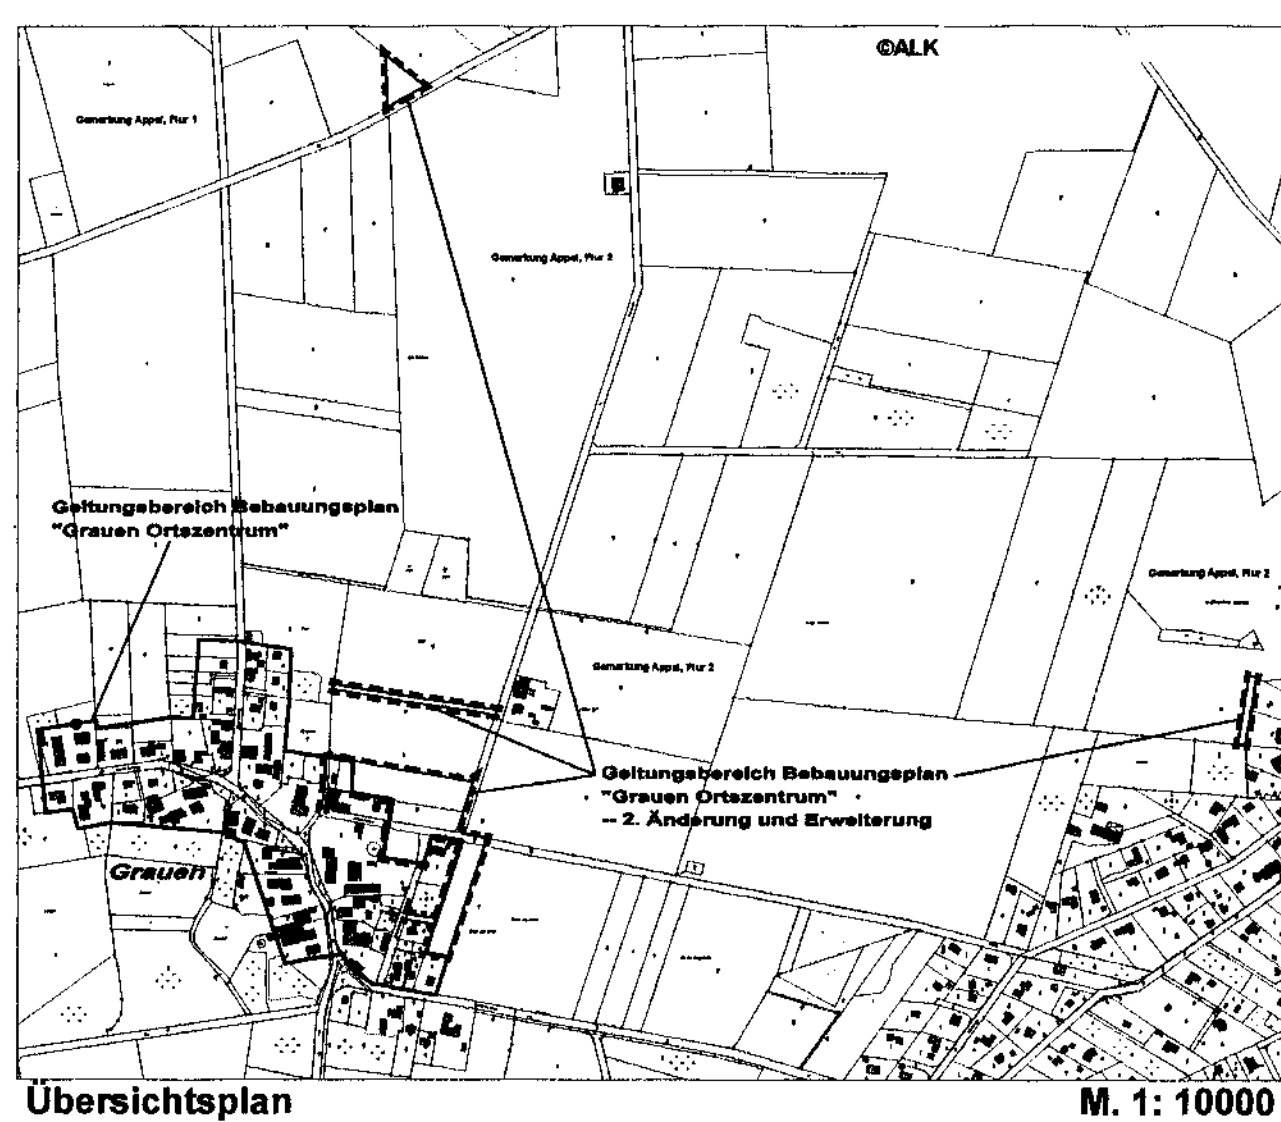 ©ALK
Gemarkung Appel, Flur 1
Gemarkung Appel, Flur 2
Geltungsbereich Bebauungsplan
"Grauen Ortszentrum"
Gemarkung Appel, Flur 2
Gemarkung Appel, Flur 2
Geltungsbereich Bebauungsplan
"Grauen Ortszentrum"
-- 2. Änderung und Erweiterung
Grauen
Übersichtsplan
M. 1: 10000